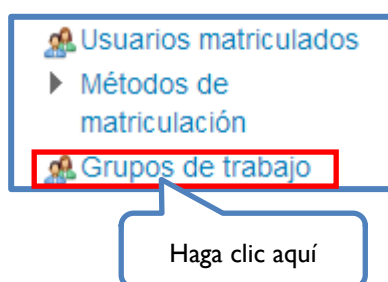 Usuarios matriculados
Métodos de
matriculación
Grupos de trabajo
Haga clic aquí